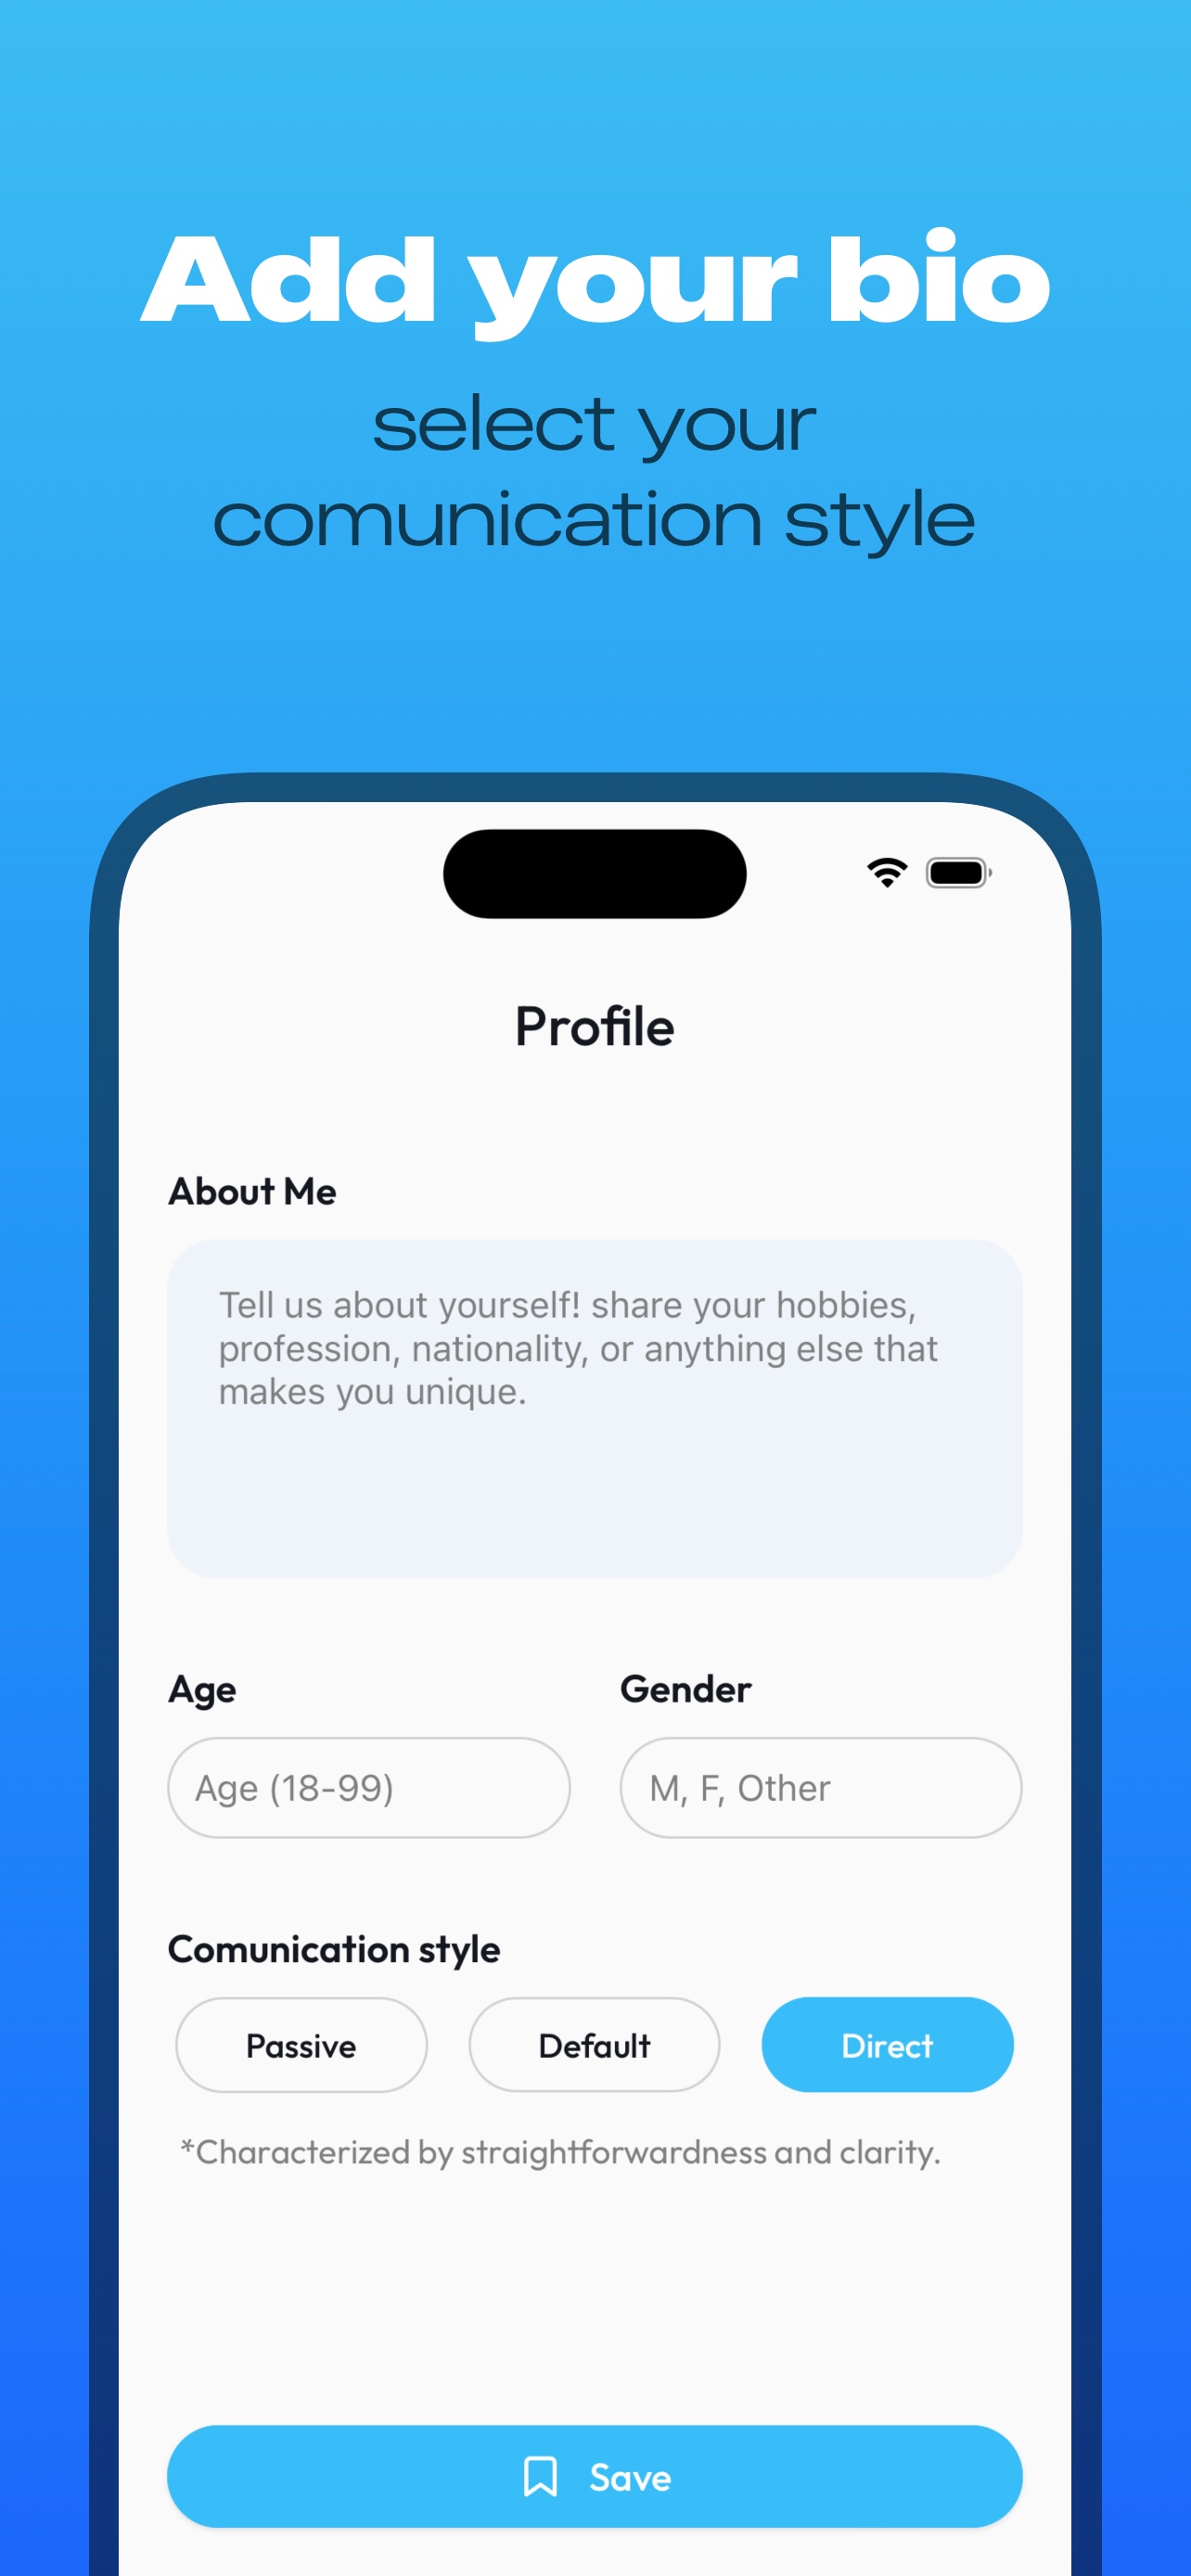 Add your bio
select your
comunication style
Profile
About Me
Tell us about yourself! share your hobbies,
profession, nationality, or anything else that
makes you unique.
Age
Gender
Age (18-99)
M, F, Other
Comunication style
Passive
Default
Direct
*Characterized by straightforwardness and clarity.
Save